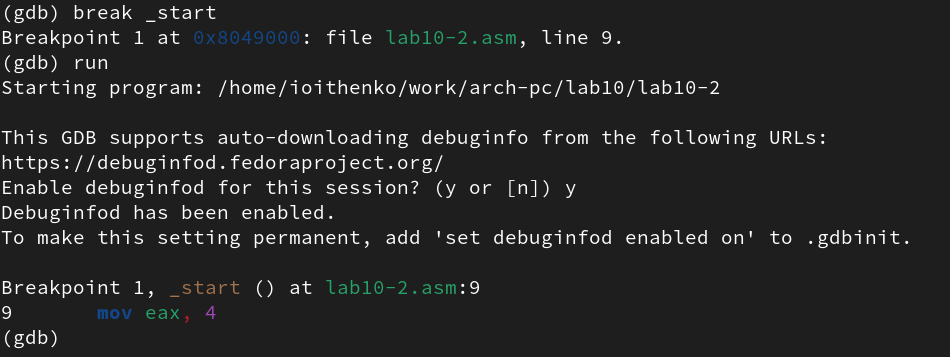 (gdb) break _start
Breakpoint 1 at 0x8049000: file lab10-2.asm, line 9.
(gdb) run
Starting program: /home/ioithenko/work/arch-pc/lab10/lab10-2
This GDB supports auto-downloading debuginfo from the following URLs:
https://debuginfod.fedoraproject.org/
Enable debuginfod for this session? (y or [n]) y
Debuginfod has been enabled.
To make this setting permanent, add 'set debuginfod enabled on' to .gdbinit.
Breakpoint 1, _start () at lab10-2.asm:9
9       mov eax, 4
(gdb)